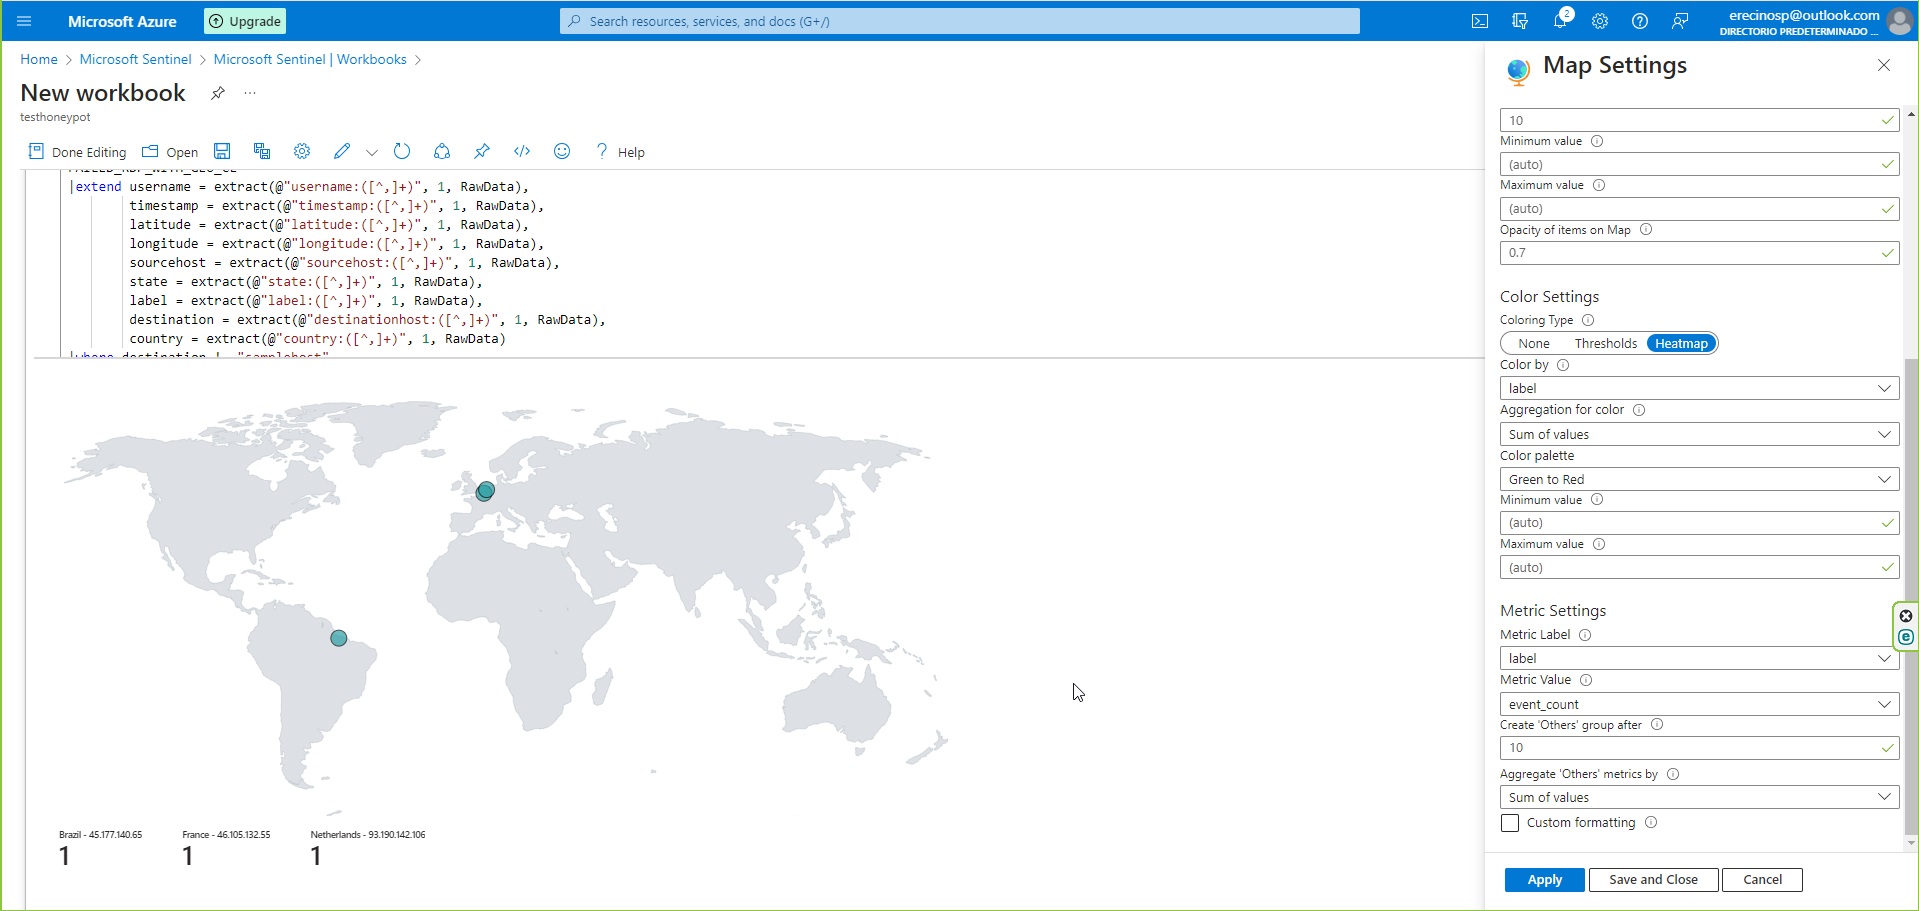 Microsoft Azure
Upgrade
Search resources, services, and docs (G+/)
2
erecinosp@outlook.com
DIRECTORIO PREDETERMINADO ...
Home > Microsoft Sentinel > Microsoft Sentinel | Workbooks >
New workbook
...
testhoneypot
Done Editing
Open
Help
FAILED_RDP_WITH_GEO_CL
|extend username = extract(@"username:([^,]+)", 1, RawData),
timestamp = extract(@"timestamp:([^,]+)", 1, RawData),
latitude = extract(@"latitude:([^,]+)", 1, RawData),
longitude = extract(@"longitude:([^,]+)", 1, RawData),
sourcehost = extract(@"sourcehost:([^,]+)", 1, RawData),
state = extract(@"state:([^,]+)", 1, RawData),
label = extract(@"label:([^,]+)", 1, RawData),
destination = extract(@"destinationhost:([^,]+)", 1, RawData),
country = extract(@"country:([^,]+)", 1, RawData)
|where destination != "samplehost"
Brazil - 45.177.140.65
1
France - 46.105.132.55
1
Netherlands - 93.190.142.106
1
Map Settings
10
Minimum value
(auto)
Maximum value
(auto)
Opacity of items on Map
0.7
Color Settings
Coloring Type
None Thresholds Heatmap
Color by
label
Aggregation for color
Sum of values
Color palette
Green to Red
Minimum value
(auto)
Maximum value
(auto)
Metric Settings
Metric Label
label
Metric Value
event_count
Create 'Others' group after
10
Aggregate 'Others' metrics by
Sum of values
Custom formatting
Apply
Save and Close
Cancel